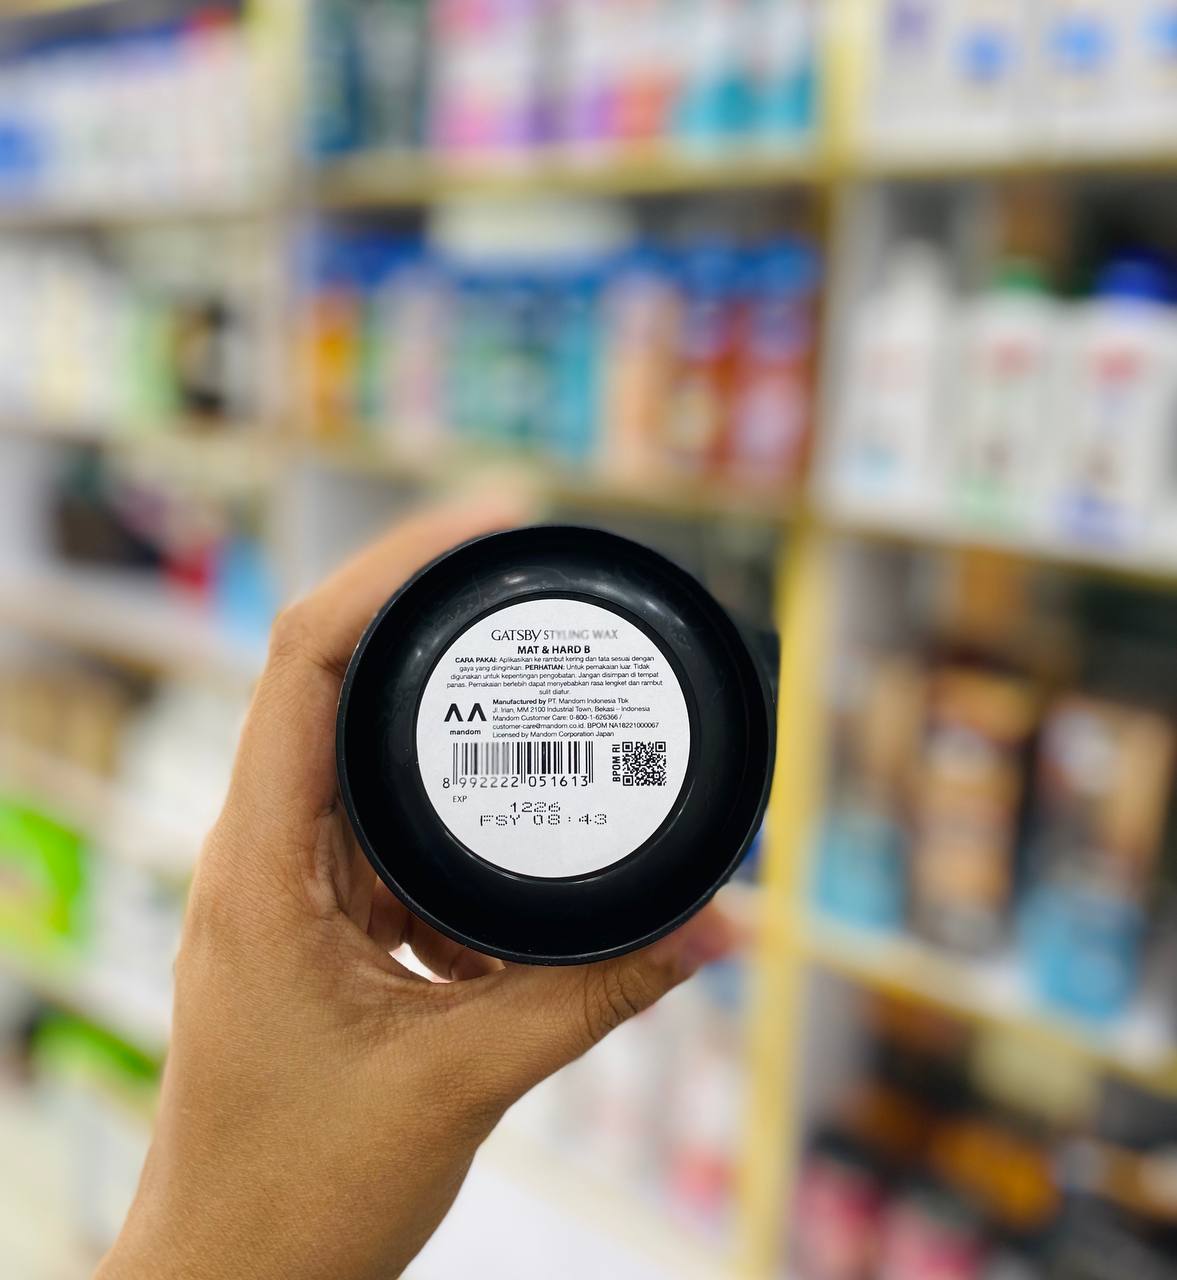 GATSBY STYLING WAX
MAT & HARD B
CARA PAKAI: Aplikasikan ke rambut kering dan tata sesuai dengan
gaya yang diinginkan. PERHATIAN: Untuk pemakaian luar. Tidak
digunakan untuk kepentingan pengobatan. Jangan disimpan di tempat
panas. Pemakaian berlebih dapat menyebabkan rasa lengket dan rambut
sulit diatur.
Manufactured by PT. Mandom Indonesia Tbk
Jl. Irian, MM 2100 Industrial Town, Bekasi – Indonesia
Mandom Customer Care: 0-800-1-626366 /
customer-care@mandom.co.id. BPOM NA18221000067
Licensed by Mandom Corporation Japan
mandom
8 992222 051613
BPOM RI
EXP
1226
FSY 08:43